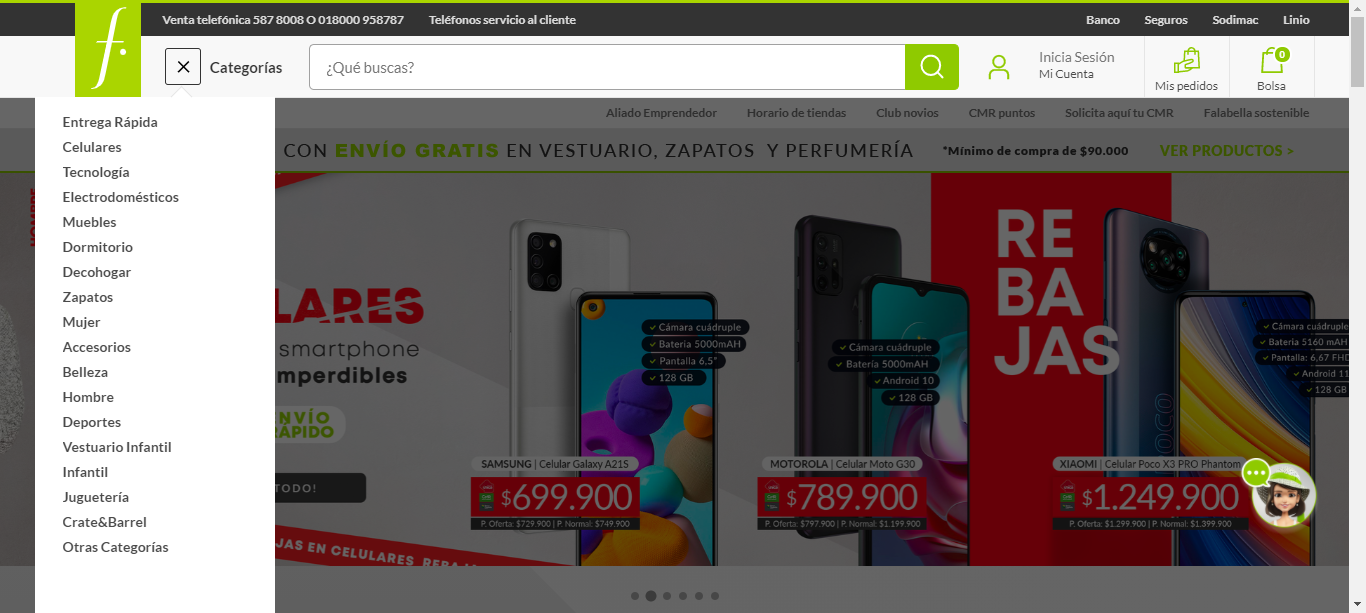 Venta telefónica 587 8008 O 018000 958787 Teléfonos servicio al cliente Banco Seguros Sodimac Linio
f.
Categorías ¿Qué buscas? Inicia Sesión
Mi Cuenta
Mis pedidos
0
Bolsa
Aliado Emprendedor Horario de tiendas Club novios CMR puntos Solicita aquí tu CMR Falabella sostenible
CON ENVÍO GRATIS EN VESTUARIO, ZAPATOS Y PERFUMERÍA *Mínimo de compra de $90.000 VER PRODUCTOS >
Entrega Rápida
Celulares
Tecnología
Electrodomésticos
Muebles
Dormitorio
Decohogar
Zapatos
Mujer
Accesorios
Belleza
Hombre
Deportes
Vestuario Infantil
Infantil
Juguetería
Crate&Barrel
Otras Categorías
LARES
smartphone
mperdibles
NVÍO
ÁPIDO
TODO!
JAS EN CELULARES
Cámara cuádruple
Batería 5000mAH
Pantalla 6,5"
128 GB
SAMSUNG | Celular Galaxy A21S
$699.900
P. Oferta: $729.900 | P. Normal: $749.900
Cámara cuádruple
Batería 5000mAH
Android 10
128 GB
MOTOROLA | Celular Moto G30
$789.900
P. Oferta: $797.900 | P. Normal: $1.199.900
RE
BA
JAS
Cámara cuádruple
Batería 5160 mAH
Pantalla: 6,67 FHD
Android 11
128 GB
XIAOMI | Celular Poco X3 PRO Phantom
$1.249.900
P. Oferta: $1.299.900 | P. Normal: $1.399.900